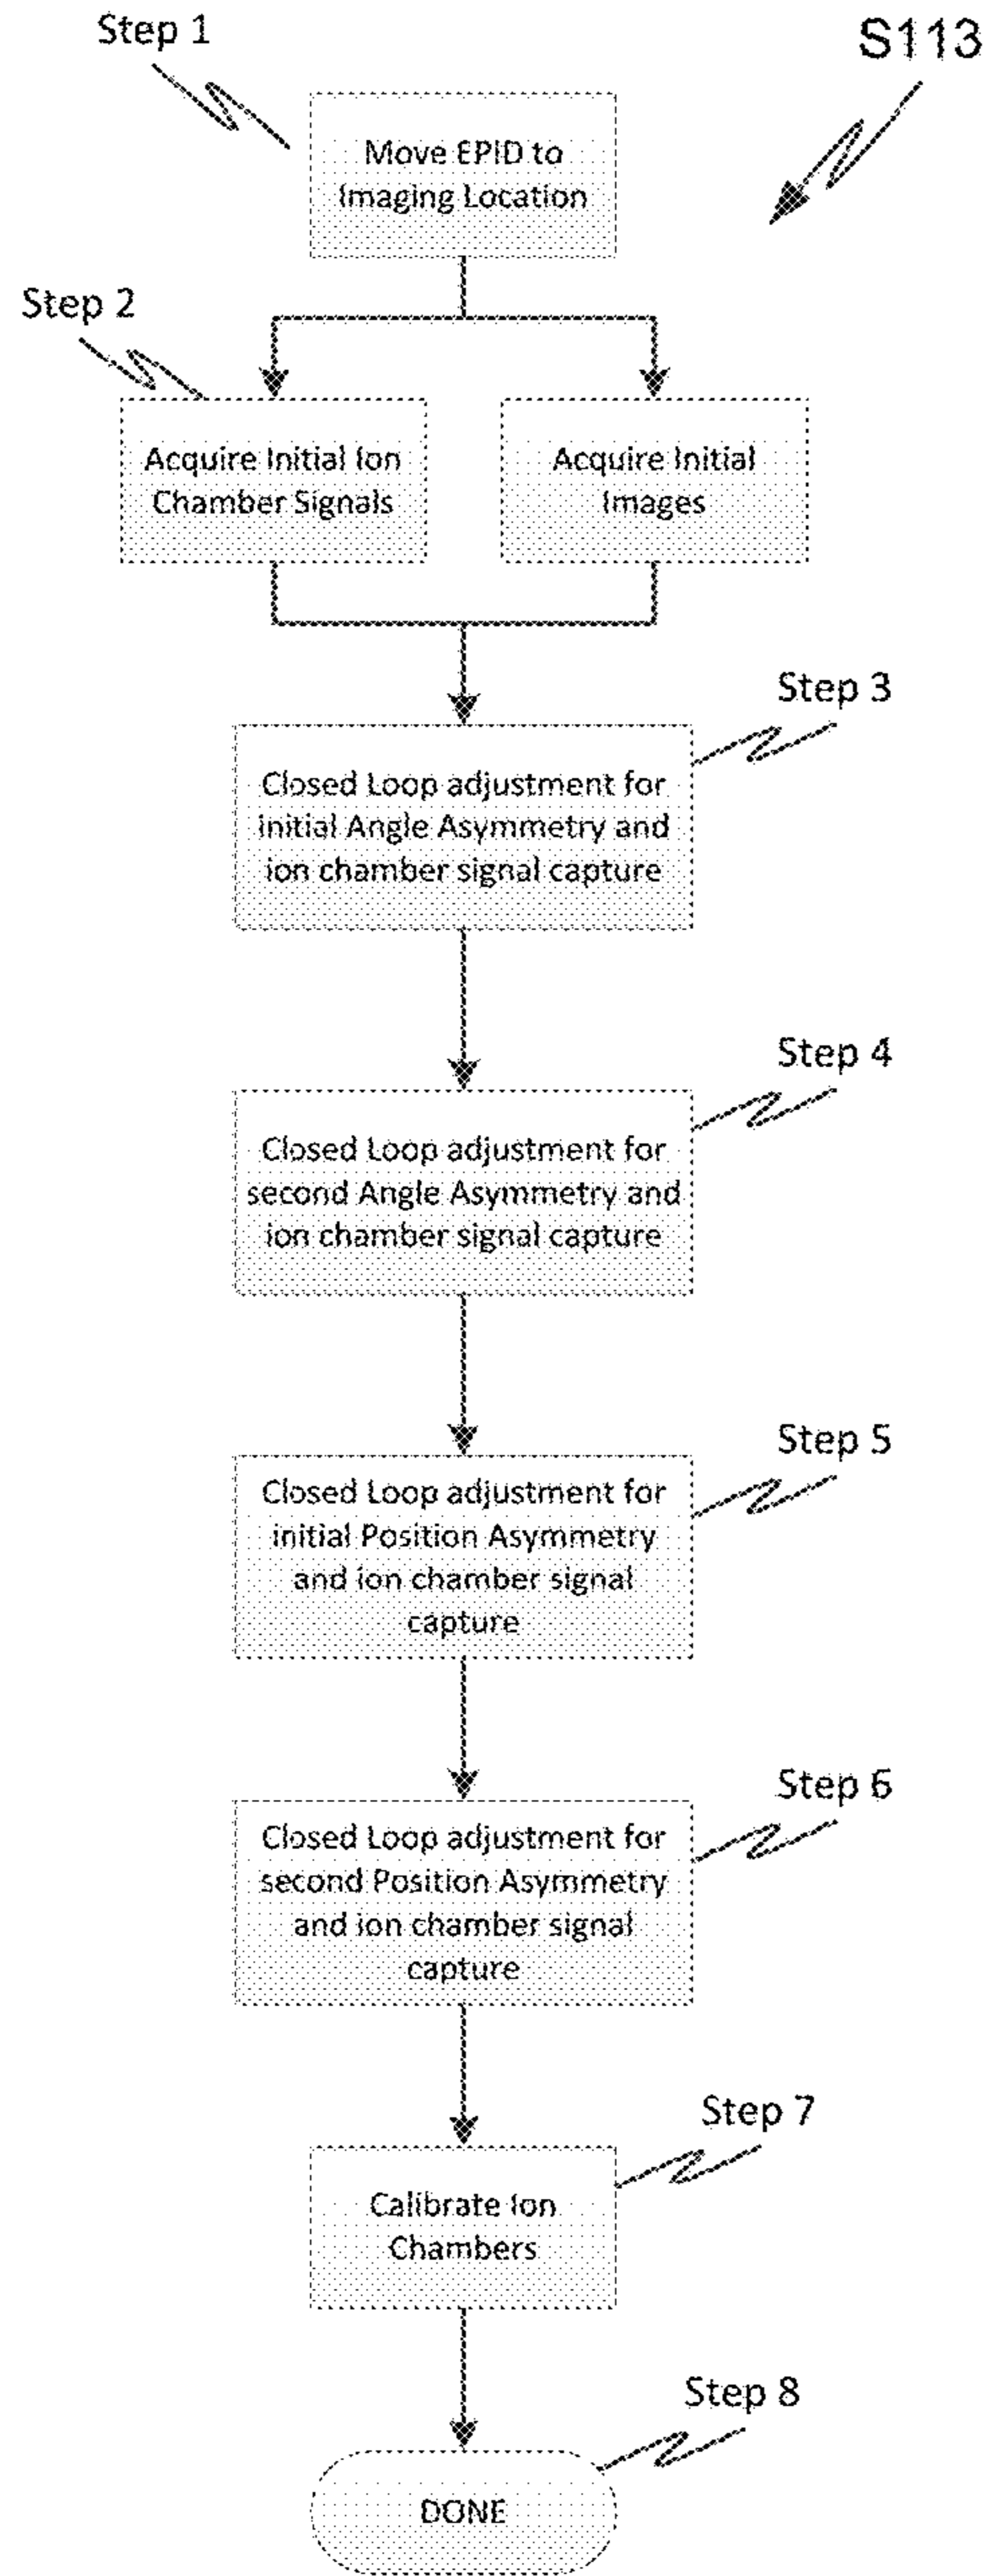 Step 1
S113
Move EPID to
Imaging Location
Step 2
Acquire Initial Ion
Chamber Signals
Acquire Initial
Images
Step 3
Closed Loop adjustment for
initial Angle Asymmetry and
ion chamber signal capture
Step 4
Closed Loop adjustment for
second Angle Asymmetry and
ion chamber signal capture
Step 5
Closed Loop adjustment for
initial Position Asymmetry
and ion chamber signal
capture
Step 6
Closed Loop adjustment for
second Position Asymmetry
and ion chamber signal
capture
Step 7
Calibrate Ion
Chambers
Step 8
DONE